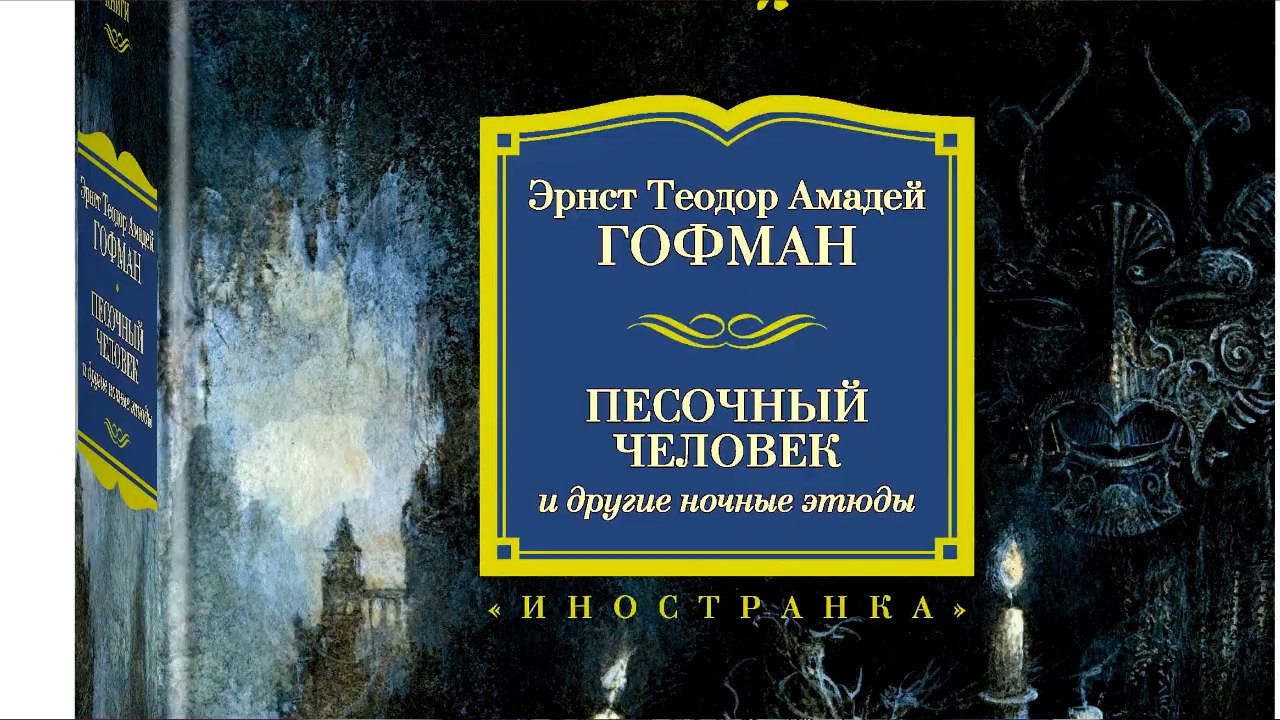 КНИГИ
Эрнст Теодор Амадей
ГОФМАН
ПЕСОЧНЫЙ
ЧЕЛОВЕК
и другие ночные этюды
Эрнст Теодор Амадей
ГОФМАН
ПЕСОЧНЫЙ
ЧЕЛОВЕК
и другие ночные этюды
«ИНОСТРАНКА»